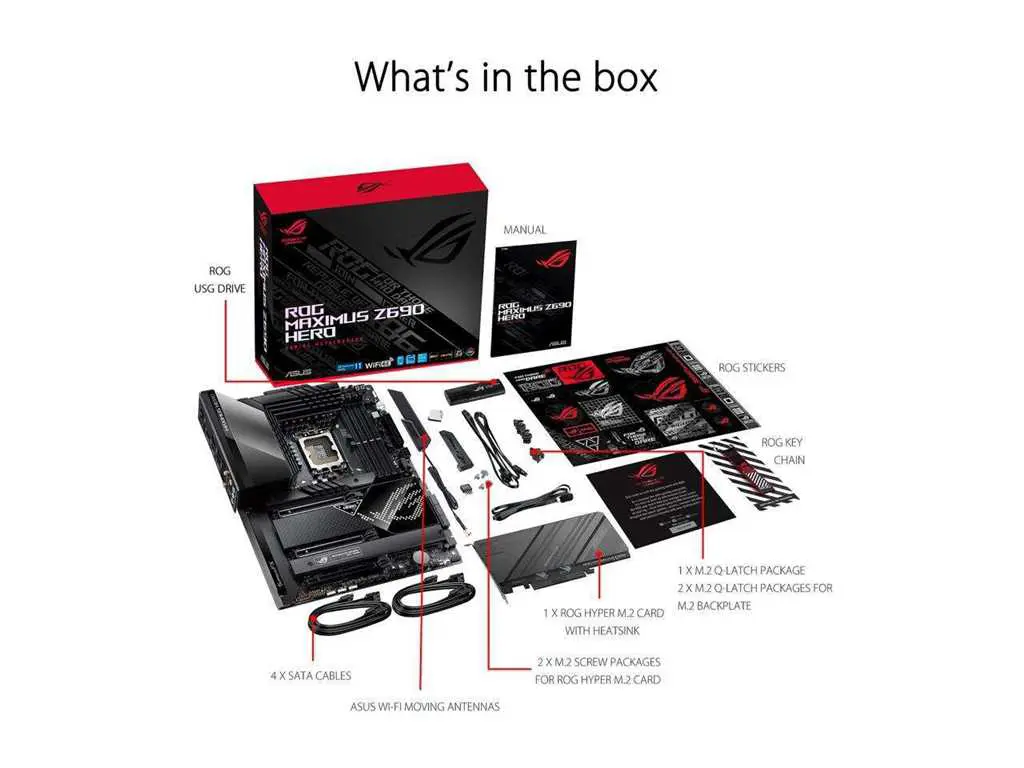 What's in the box
MANUAL
ROG
USG DRIVE
ROG
MAXIMUS Z690
HERO
ASUS
WiFi 6E
ROG
MAXIMUS Z690
HERO
ASUS
ROG STICKERS
ROG KEY
CHAIN
1 X M.2 Q-LATCH PACKAGE
2 X M.2 Q-LATCH PACKAGES FOR
M.2 BACKPLATE
1 X ROG HYPER M.2 CARD
WITH HEATSINK
2 X M.2 SCREW PACKAGES
FOR ROG HYPER M.2 CARD
4 X SATA CABLES
ASUS WI-FI MOVING ANTENNAS